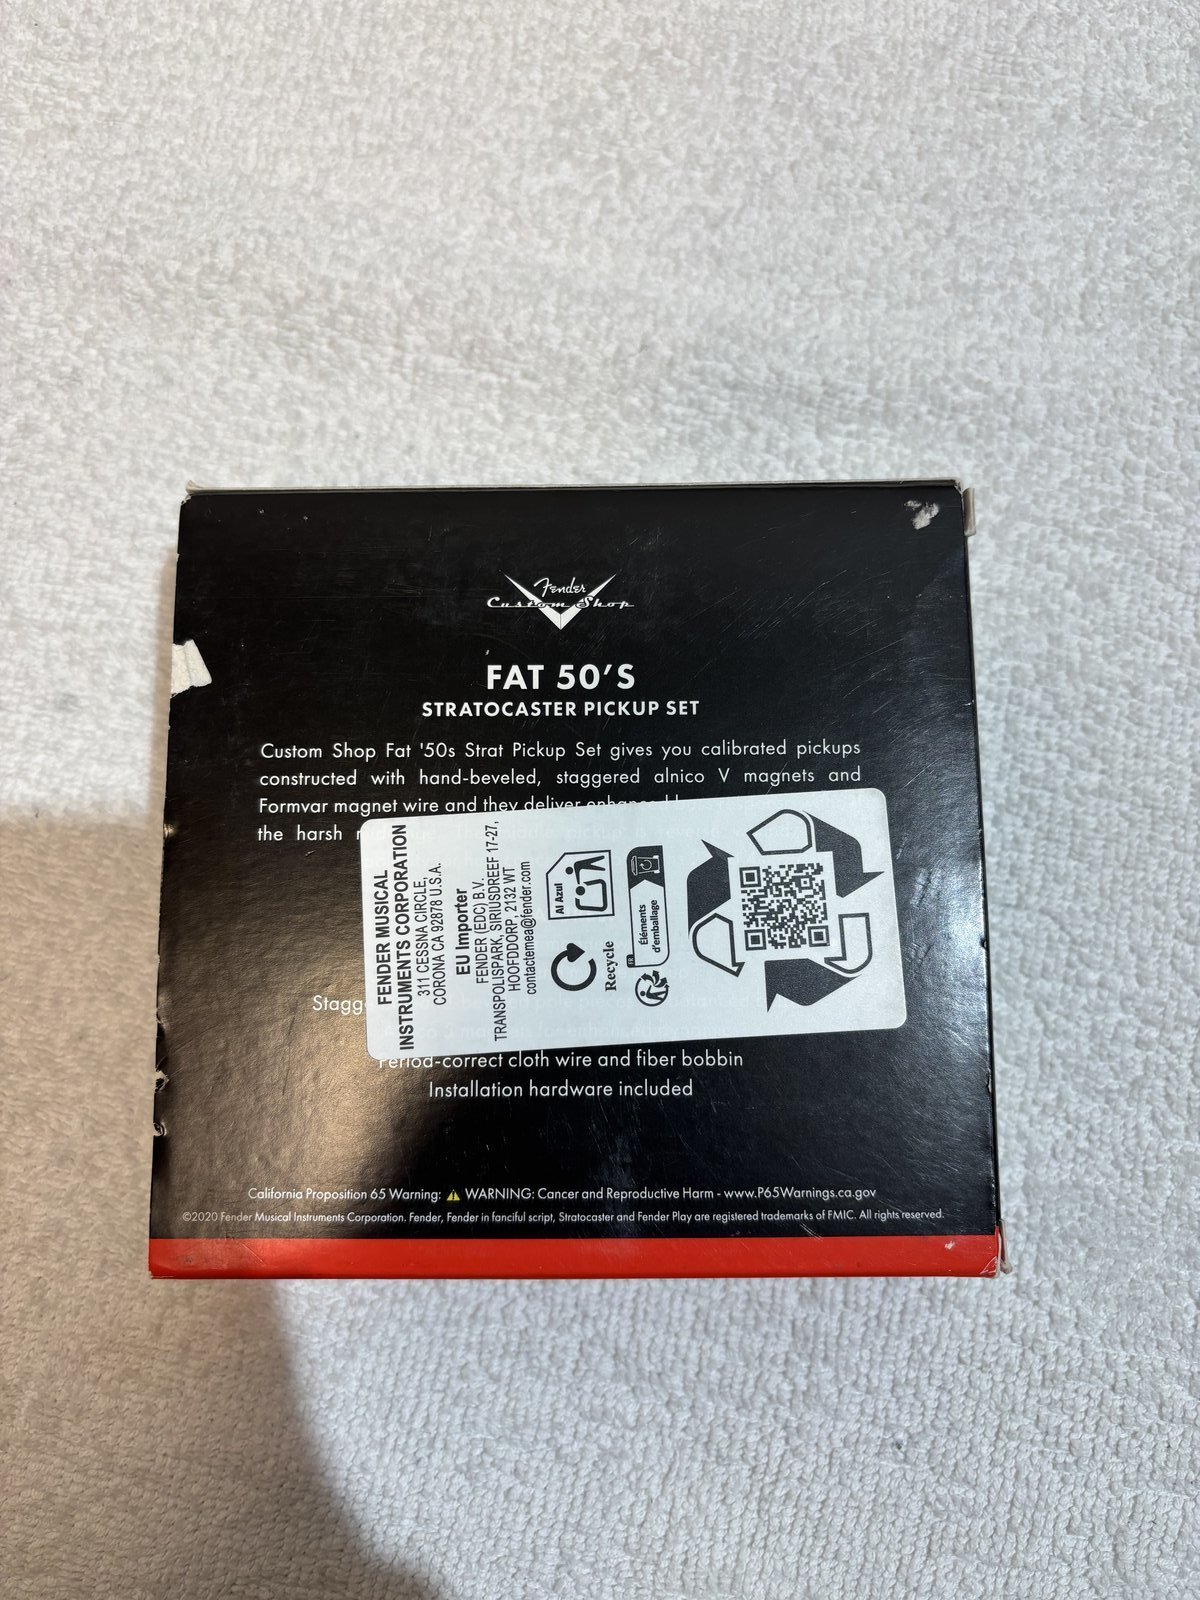 Fender
Custom Shop
FAT 50'S
STRATOCASTER PICKUP SET
Custom Shop Fat '50s Strat Pickup Set gives you calibrated pickups
constructed with hand-beveled, staggered alnico V magnets and
Formvar magnet wire and they deliver
the harsh
FENDER MUSICAL
INSTRUMENTS CORPORATION
311 CESSNA CIRCLE,
CORONA CA 92878 U.S.A.
EU Importer
FENDER (EDC) B.V.
TRANSPOLISPARK, SIRIUSDREEF 17-27,
HOOFDDORP, 2132 WT
contactemea@fender.com
Al Azul
Recycle
FR
Éléments
d'emballage
Period-correct cloth wire and fiber bobbin
Installation hardware included
California Proposition 65 Warning: ⚠ WARNING: Cancer and Reproductive Harm - www.P65Warnings.ca.gov
©2020 Fender Musical Instruments Corporation. Fender, Fender in fanciful script, Stratocaster and Fender Play are registered trademarks of FMIC. All rights reserved.